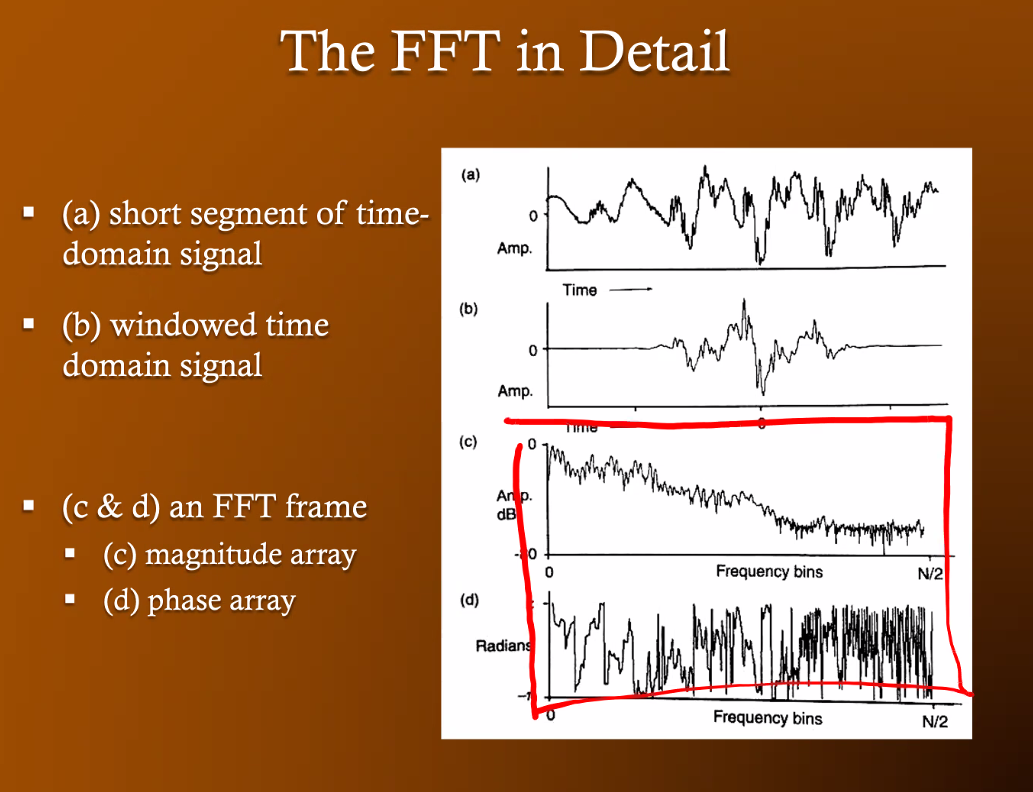 The FFT in Detail
▪ (a) short segment of time-
domain signal
▪ (b) windowed time
domain signal
▪ (c & d) an FFT frame
▪ (c) magnitude array
▪ (d) phase array
(a)
0
Amp.
Time
(b)
0
Amp.
Time
0
(c)
0
Amp.
dB
0
Frequency bins
N/2
(d)
Radians
0
Frequency bins
N/2